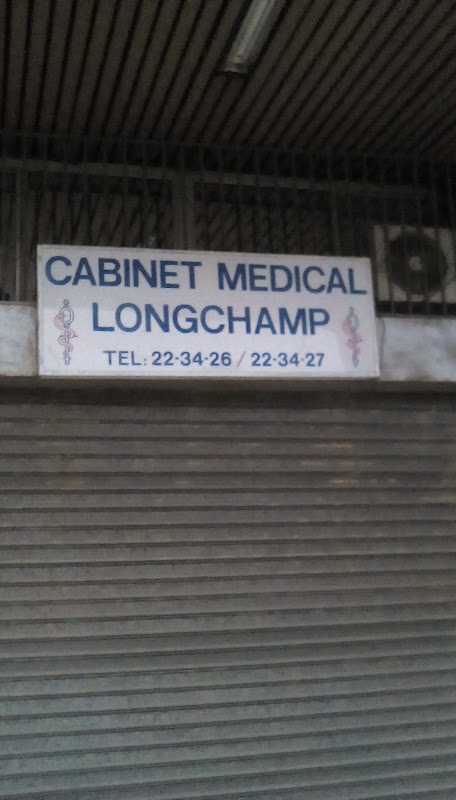 CABINET MEDICAL
LONGCHAMP
TEL: 22-34-26 / 22-34-27